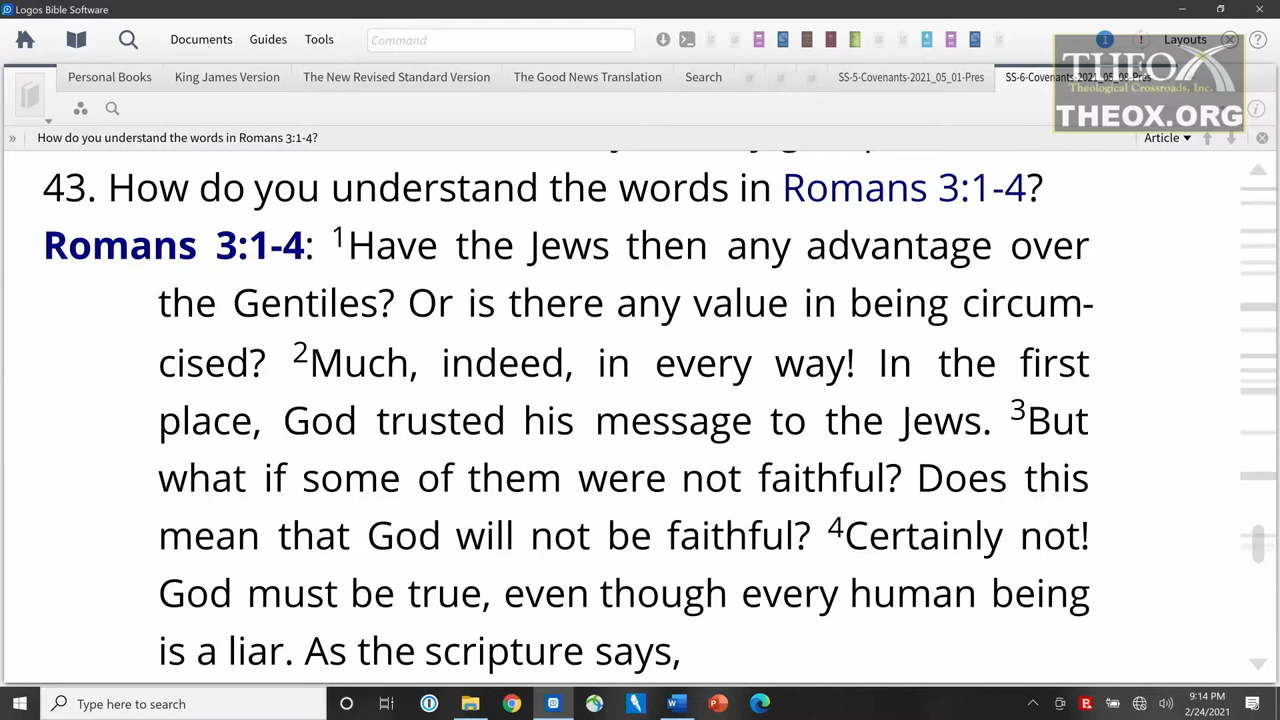 Logos Bible Software
Documents Guides Tools Command Layouts
THEOX
Theological Crossroads, Inc.
THEOX.ORG
Personal Books King James Version The New Revised Standard Version The Good News Translation Search SS-5-Covenants-2021_05_01-Pres
» How do you understand the words in Romans 3:1-4? Article
43. How do you understand the words in Romans 3:1-4?
Romans 3:1-4: 1Have the Jews then any advantage over
the Gentiles? Or is there any value in being circum-
cised? 2Much, indeed, in every way! In the first
place, God trusted his message to the Jews. 3But
what if some of them were not faithful? Does this
mean that God will not be faithful? 4Certainly not!
God must be true, even though every human being
is a liar. As the scripture says,
Type here to search
9:14 PM
2/24/2021